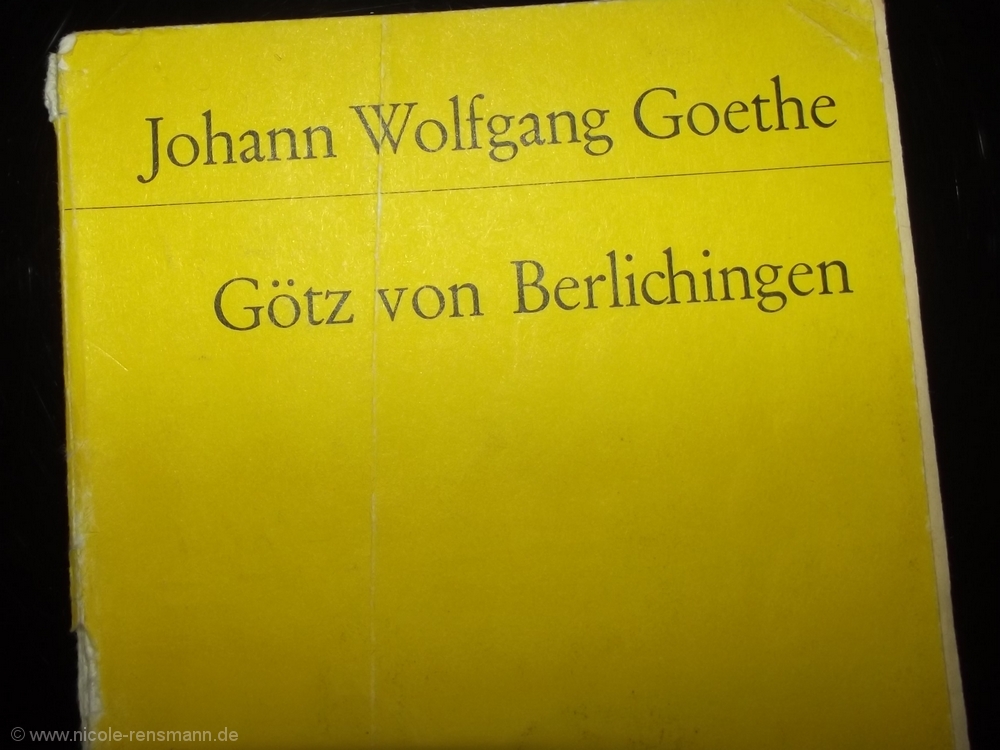 Johann Wolfgang Goethe
Götz von Berlichingen
© www.nicole-rensmann.de